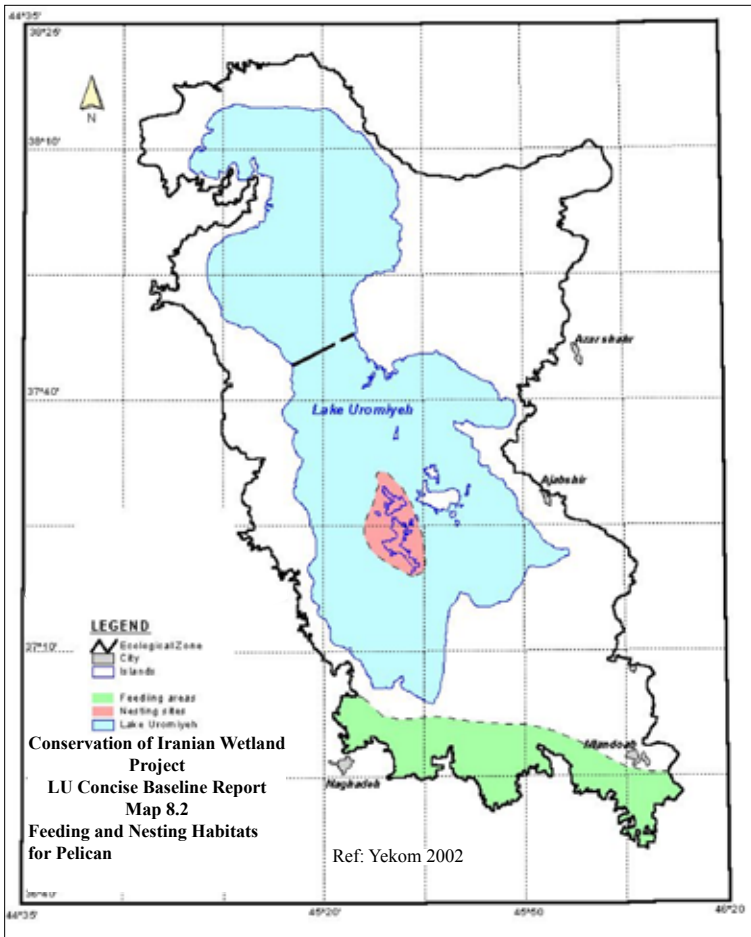 44°35'
38°25'
N
38°10'
Azarshahr
37°40'
Lake Uromiyeh
Ajabshir
LEGEND
Ecological Zone
City
Islands
37°10'
Feeding areas
Nesting sites
Lake Uromiyeh
Conservation of Iranian Wetland
Project
LU Concise Baseline Report
Map 8.2
Feeding and Nesting Habitats
for Pelican
Miandoab
Naghadeh
Ref: Yekom 2002
36°40'
44°35'
45°20'
45°50'
46°20